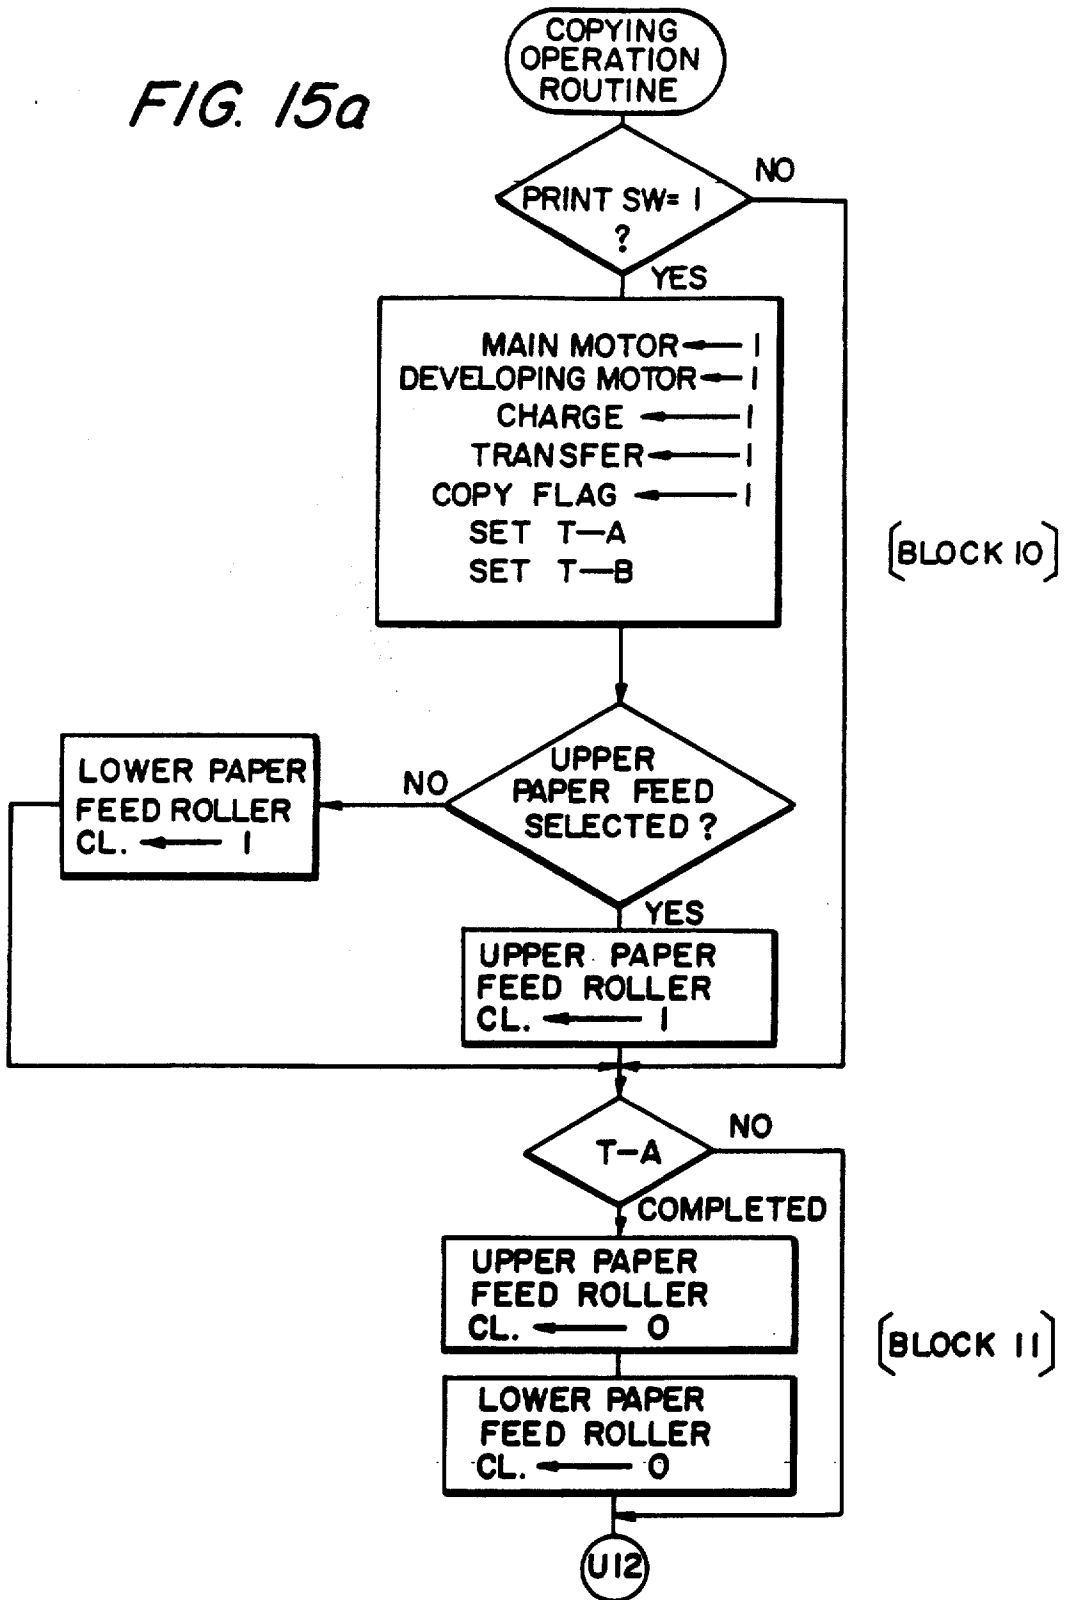 FIG. 15a
COPYING
OPERATION
ROUTINE
PRINT SW= 1
?
NO
YES
MAIN MOTOR ← 1
DEVELOPING MOTOR ← 1
CHARGE ← 1
TRANSFER ← 1
COPY FLAG ← 1
SET T-A
SET T-B
[BLOCK 10]
UPPER
PAPER FEED
SELECTED ?
NO
LOWER PAPER
FEED ROLLER
CL. ← 1
YES
UPPER PAPER
FEED ROLLER
CL. ← 1
T-A
NO
COMPLETED
UPPER PAPER
FEED ROLLER
CL. ← 0
[BLOCK 11]
LOWER PAPER
FEED ROLLER
CL. ← 0
U12